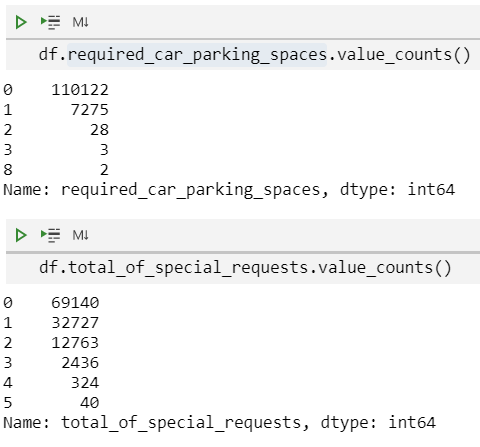 M↓
df.required_car_parking_spaces.value_counts()
0    110122
1      7275
2        28
3         3
8         2
Name: required_car_parking_spaces, dtype: int64
M↓
df.total_of_special_requests.value_counts()
0    69140
1    32727
2    12763
3     2436
4      324
5       40
Name: total_of_special_requests, dtype: int64